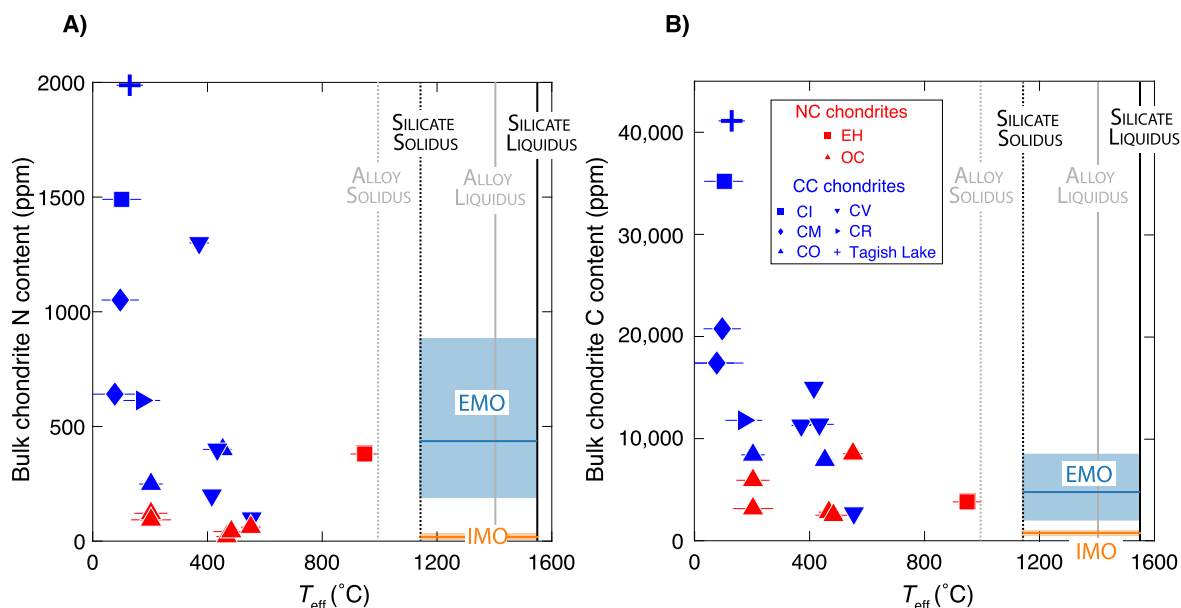 A)
Bulk chondrite N content (ppm)
2000
1500
1000
500
0
0
400
800
1200
1600
Teff (˚C)
ALLOY
SOLIDUS
SILICATE
SOLIDUS
ALLOY
LIQUIDUS
SILICATE
LIQUIDUS
EMO
IMO
B)
Bulk chondrite C content (ppm)
40,000
30,000
20,000
10,000
0
0
400
800
1200
1600
Teff (˚C)
NC chondrites
EH
OC
CC chondrites
CI CV
CM CR
CO Tagish Lake
ALLOY
SOLIDUS
SILICATE
SOLIDUS
ALLOY
LIQUIDUS
SILICATE
LIQUIDUS
EMO
IMO